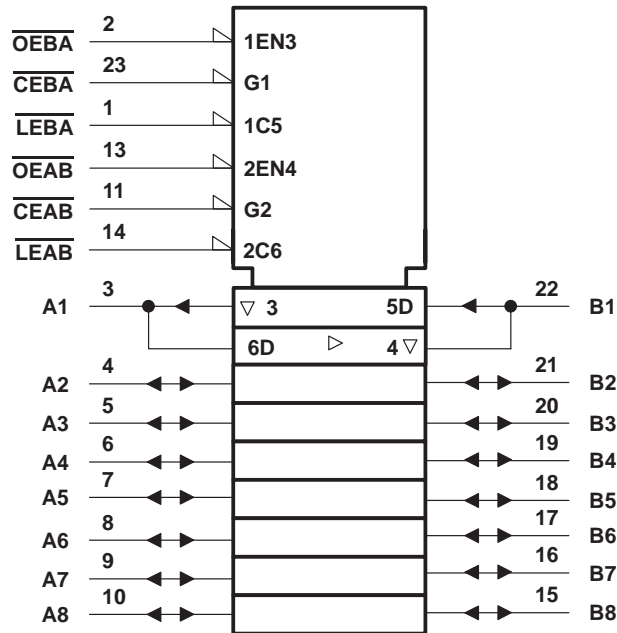 OEBA 2 1EN3
CEBA 23 G1
LEBA 1 1C5
OEAB 13 2EN4
CEAB 11 G2
LEAB 14 2C6
A1 3 ▽ 3 5D 22 B1
6D ▷ 4 ▽
A2 4 21 B2
A3 5 20 B3
A4 6 19 B4
A5 7 18 B5
A6 8 17 B6
A7 9 16 B7
A8 10 15 B8